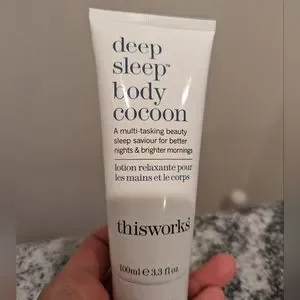 deep
sleep™
body
cocoon
A multi-tasking beauty
sleep saviour for better
nights & brighter mornings
lotion relaxante pour
les mains et le corps
thisworks®
100ml e 3.3 fl oz